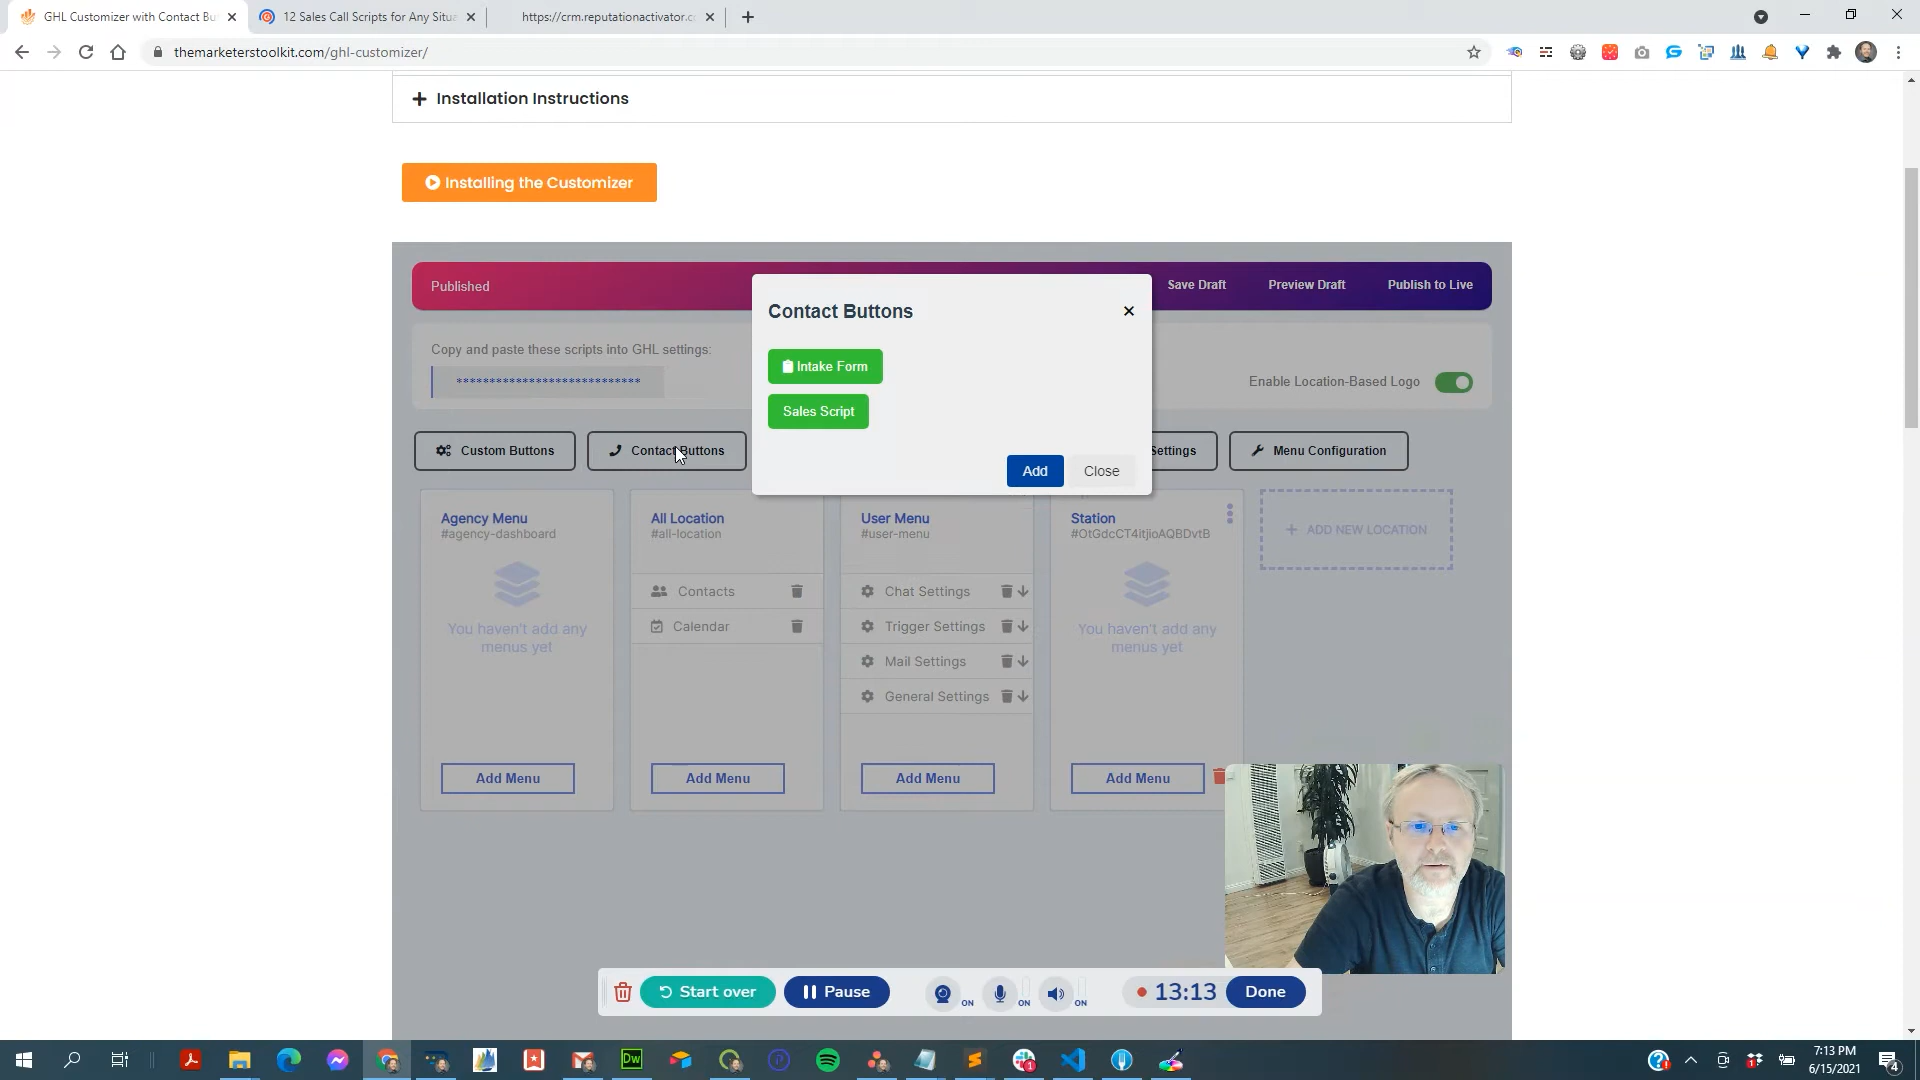 GHL Customizer with Contact Bu
12 Sales Call Scripts for Any Situa
https://crm.reputationactivator.c
themarketerstoolkit.com/ghl-customizer/
Installation Instructions
Installing the Customizer
Published
Save Draft
Preview Draft
Publish to Live
Contact Buttons
Intake Form
Sales Script
Add
Close
Copy and paste these scripts into GHL settings:
****************************
Enable Location-Based Logo
Custom Buttons
Contact Buttons
Settings
Menu Configuration
Agency Menu
#agency-dashboard
You haven't add any
menus yet
Add Menu
All Location
#all-location
Contacts
Calendar
Add Menu
User Menu
#user-menu
Chat Settings
Trigger Settings
Mail Settings
General Settings
Add Menu
Station
#OtGdcCT4itjioAQBDvtB
You haven't add any
menus yet
Add Menu
+ ADD NEW LOCATION
Start over
Pause
ON
ON
ON
13:13
Done
Dw
7:13 PM
6/15/2021
4